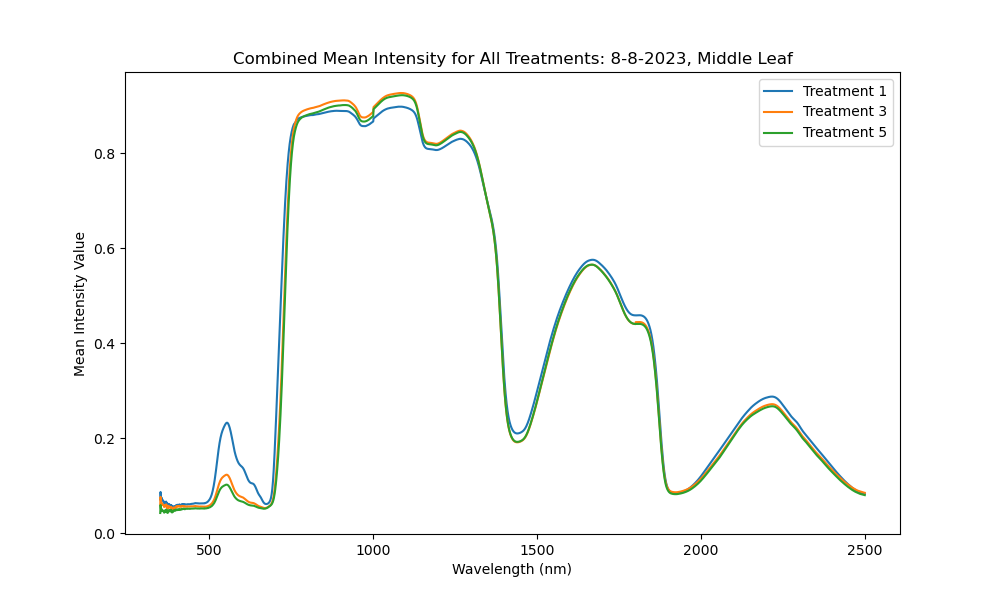 Combined Mean Intensity for All Treatments: 8-8-2023, Middle Leaf
Treatment 1
Treatment 3
Treatment 5
Mean Intensity Value
0.8
0.6
0.4
0.2
0.0
500 1000 1500 2000 2500
Wavelength (nm)